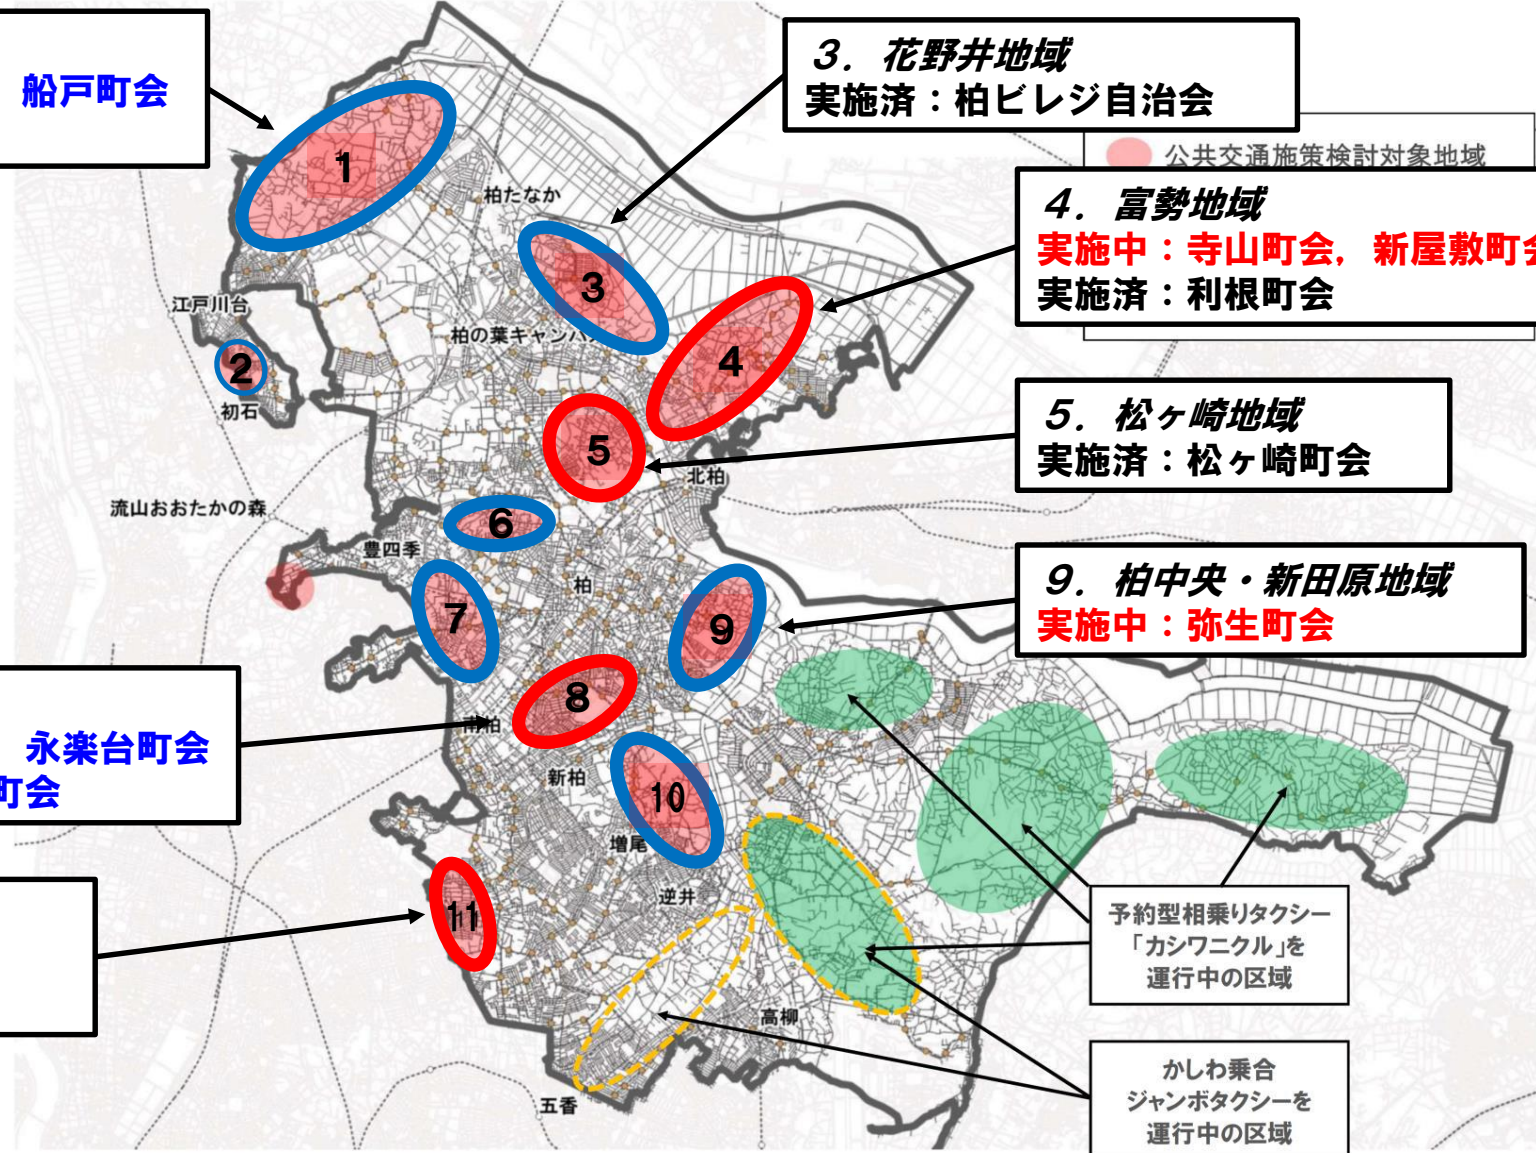 船戸町会
3．花野井地域
実施済：柏ビレジ自治会
公共交通施策検討対象地域
4．富勢地域
実施中：寺山町会，新屋敷町会
実施済：利根町会
5．松ヶ崎地域
実施済：松ヶ崎町会
9．柏中央・新田原地域
実施中：弥生町会
永楽台町会
町会
1
柏たなか
3
江戸川台
柏の葉キャンパス
2
4
初石
5
北柏
流山おおたかの森
6
豊四季
柏
7
9
8
南柏
新柏
10
増尾
逆井
11
高柳
五香
予約型相乗りタクシー
「カシワニクル」を
運行中の区域
かしわ乗合
ジャンボタクシーを
運行中の区域